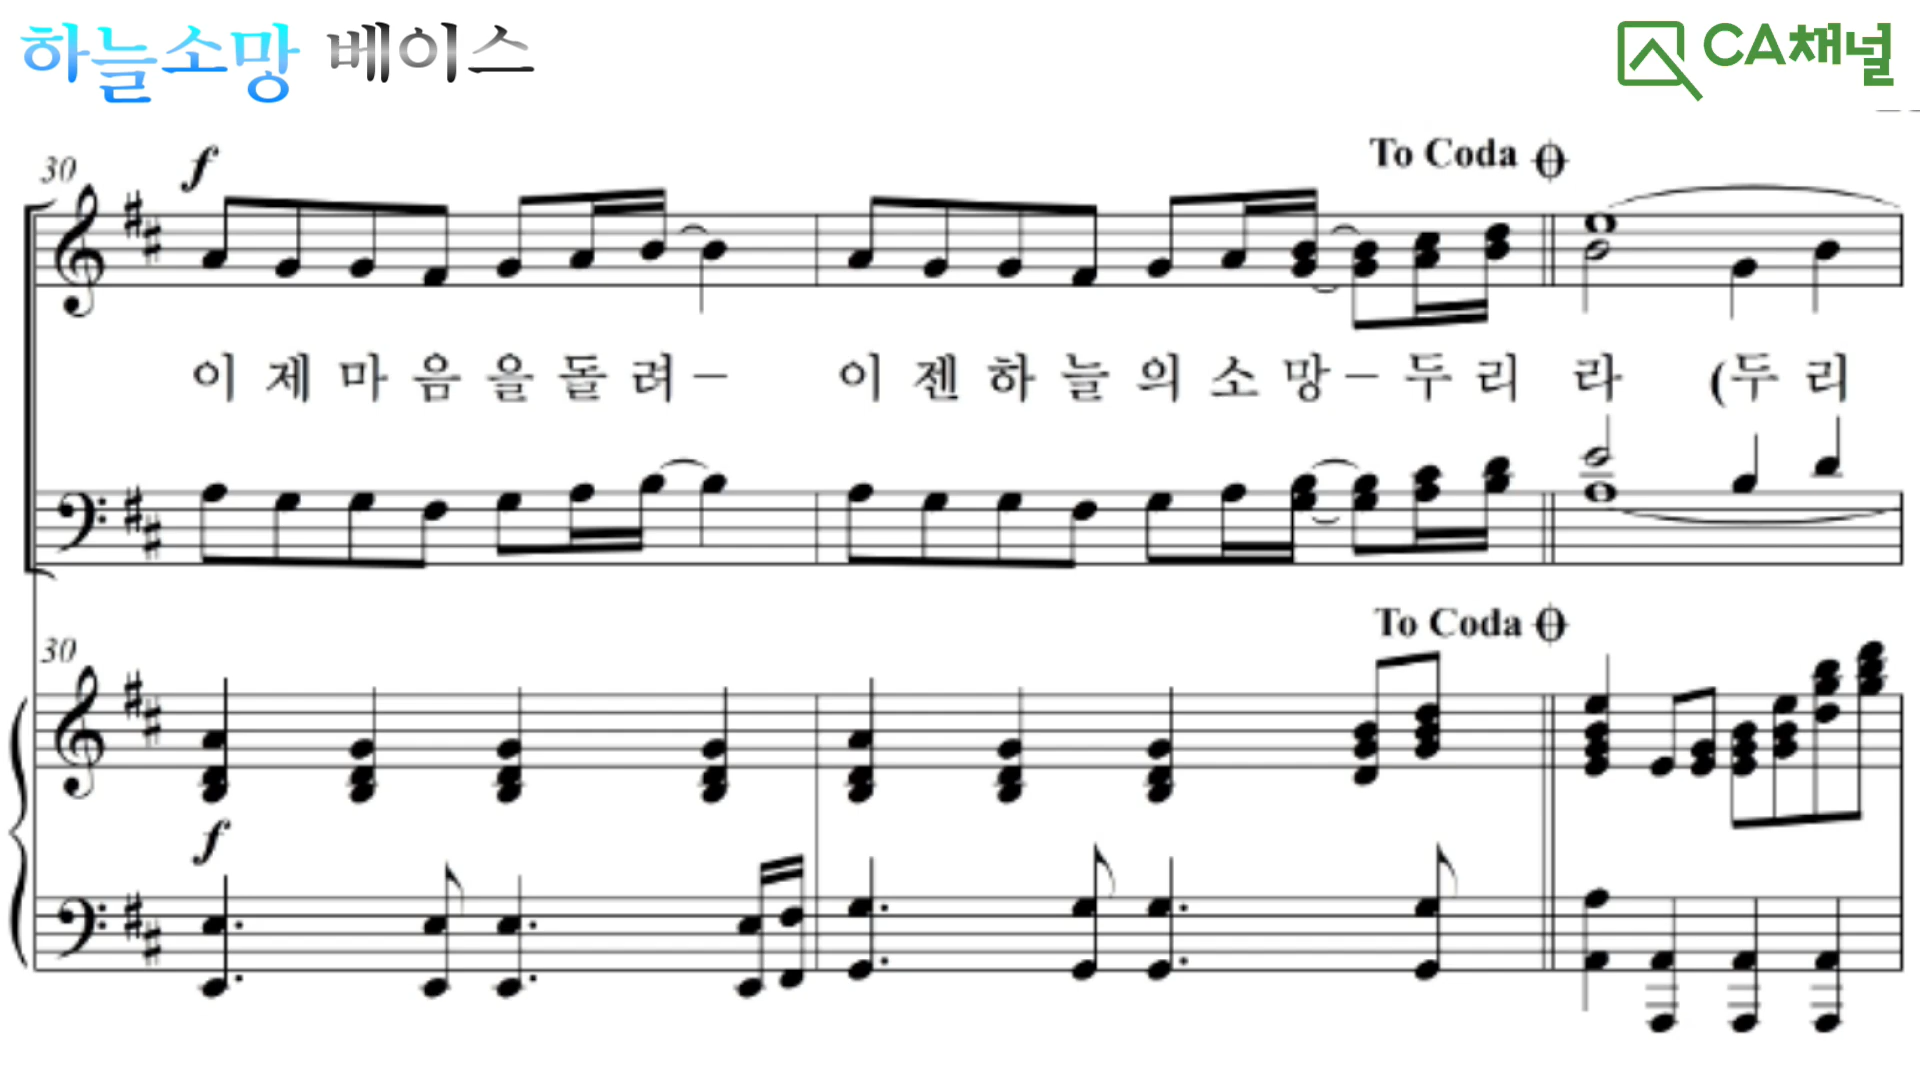 하늘소망 베이스
CA채널
To Coda
30
f
이 제 마 음 을 돌 려 – 이 젠 하 늘 의 소 망 – 두 리 라 (두 리
To Coda
30
f